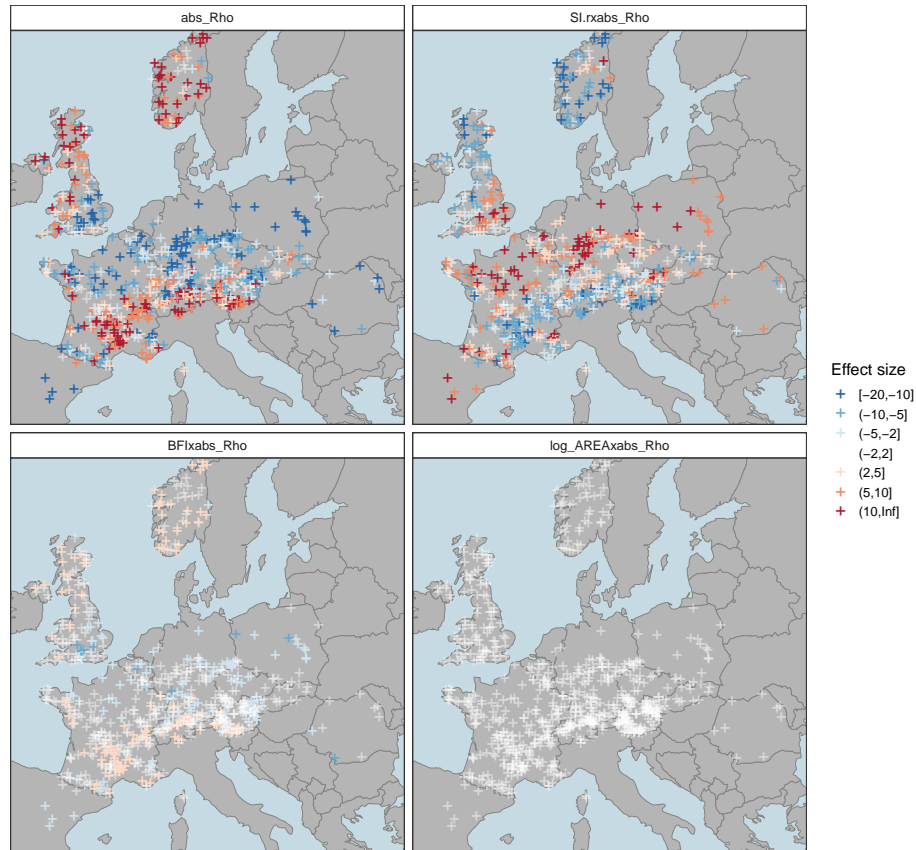 abs_Rho
SI.rxabs_Rho
BFIxabs_Rho
log_AREAxabs_Rho
Effect size
[−20,−10]
(−10,−5]
(−5,−2]
(−2,2]
(2,5]
(5,10]
(10,Inf]